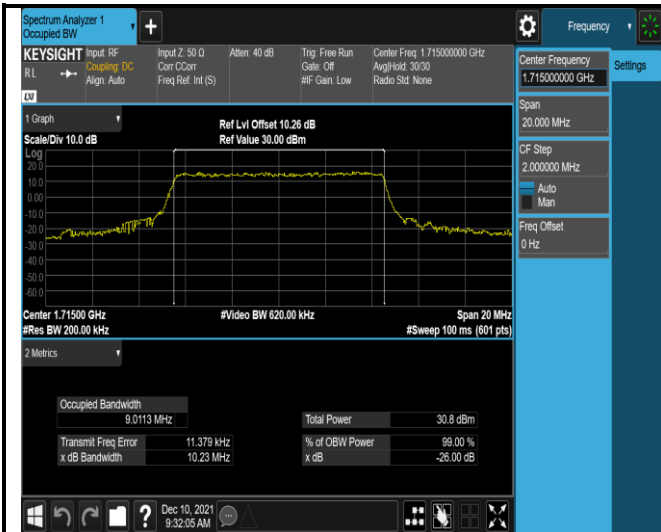 Spectrum Analyzer 1
Occupied BW
+
Frequency
KEYSIGHT
RL
LXI
Input: RF
Coupling: DC
Align: Auto
Input Z: 50 Ω
Corr CCorr
Freq Ref: Int (S)
Atten: 40 dB
Trig: Free Run
Gate: Off
#IF Gain: Low
Center Freq: 1.715000000 GHz
Avg|Hold: 30/30
Radio Std: None
Center Frequency
1.715000000 GHz
Settings
Span
20.000 MHz
CF Step
2.000000 MHz
Auto
Man
Freq Offset
0 Hz
1 Graph
Scale/Div 10.0 dB
Ref Lvl Offset 10.26 dB
Ref Value 30.00 dBm
Log
20.0
10.0
0.00
-10.0
-20.0
-30.0
-40.0
-50.0
-60.0
Center 1.71500 GHz
#Video BW 620.00 kHz
Span 20 MHz
#Res BW 200.00 kHz
#Sweep 100 ms (601 pts)
2 Metrics
Occupied Bandwidth
9.0113 MHz
Total Power 30.8 dBm
Transmit Freq Error 11.379 kHz
% of OBW Power 99.00 %
x dB Bandwidth 10.23 MHz
x dB -26.00 dB
?
Dec 10, 2021
9:32:05 AM